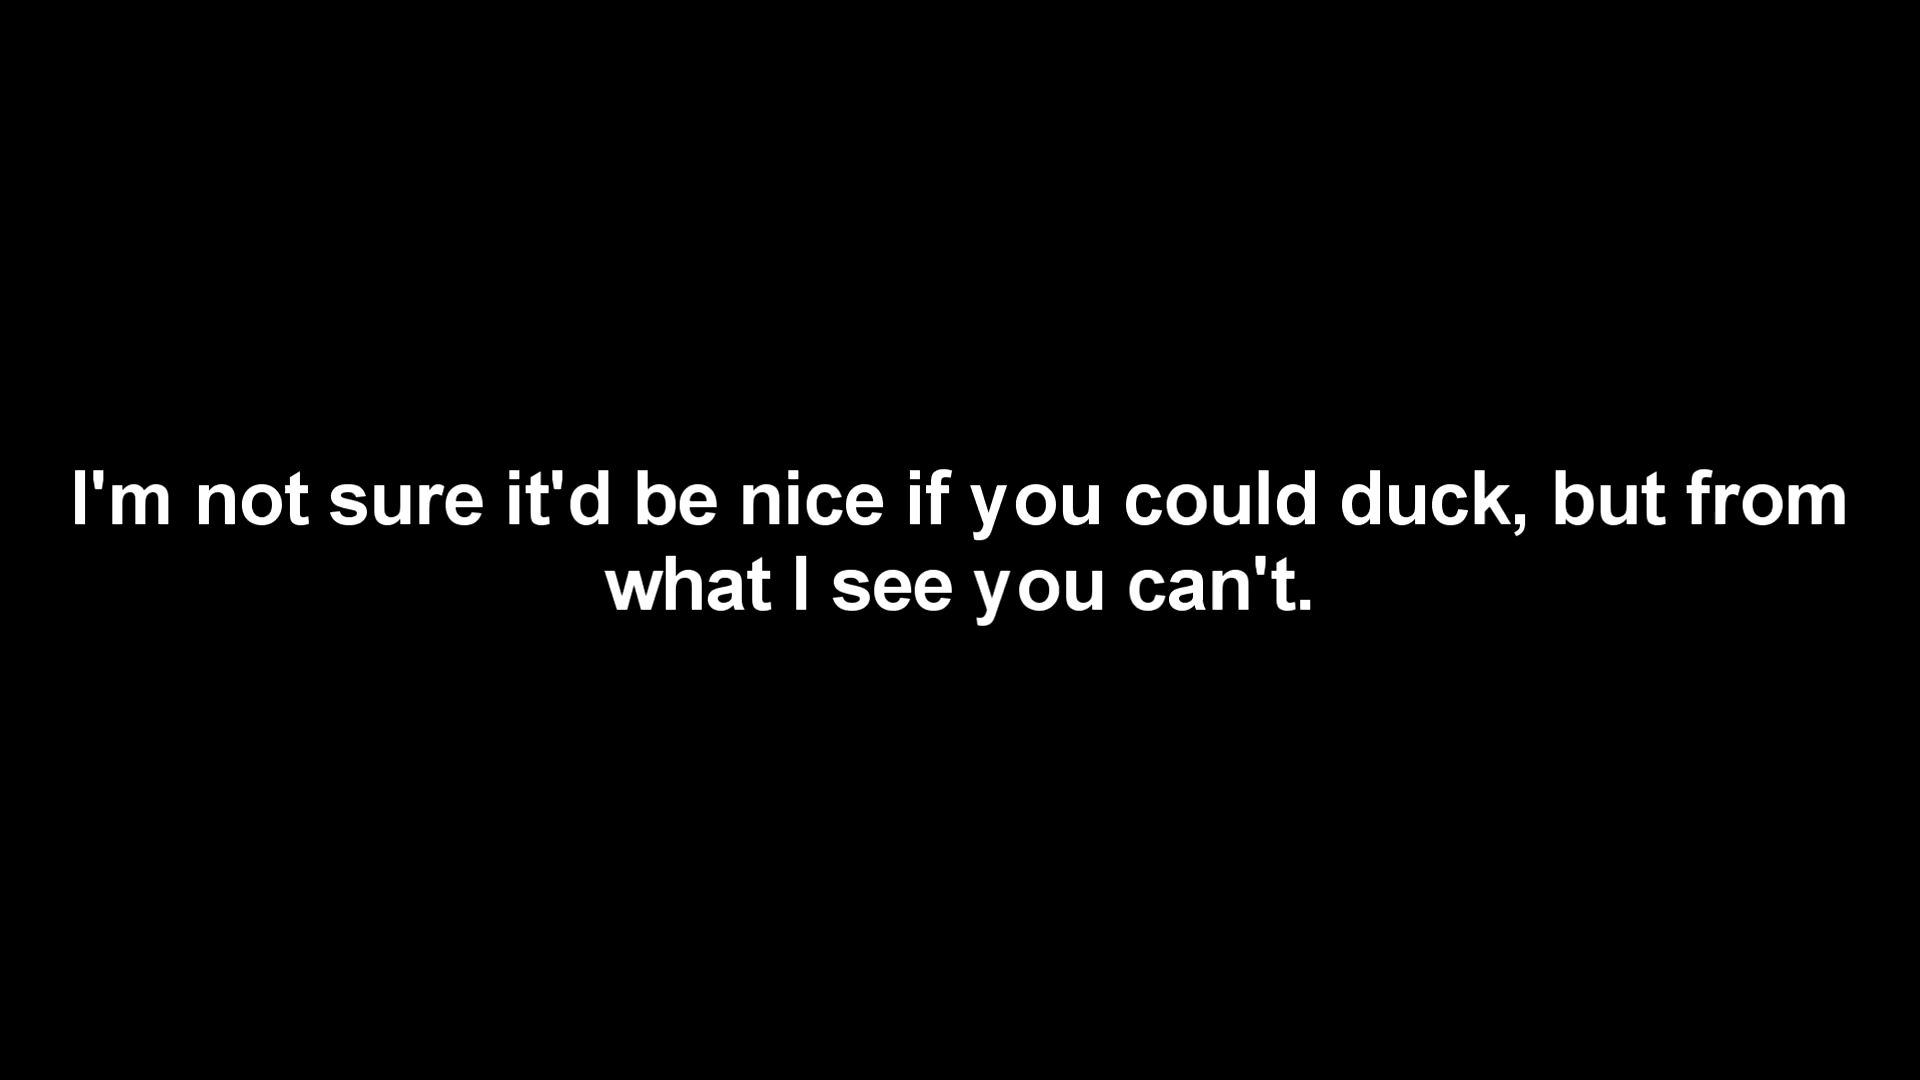 I'm not sure it'd be nice if you could duck, but from
what I see you can't.